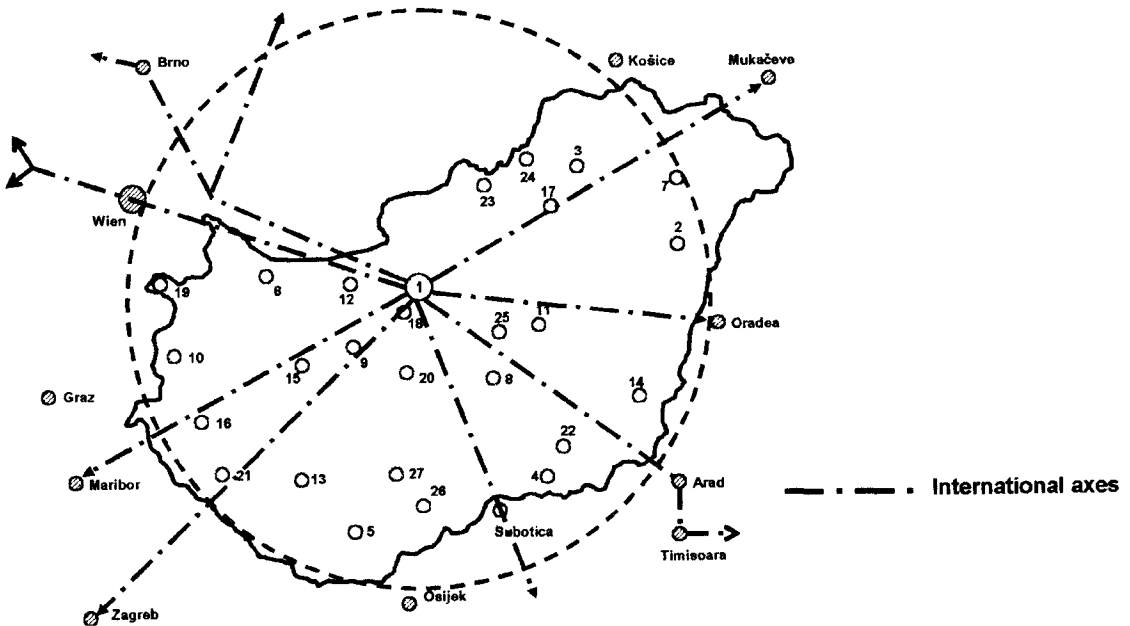 Brno
Košice
Mukačevo
Wien
24
3
23
17
7
2
19
6
12
1
18
25
11
Oradea
10
15
9
20
8
14
Graz
16
22
Maribor
21
13
27
4
Arad
International axes
26
5
Subotica
Timisoara
Zagreb
Osijek